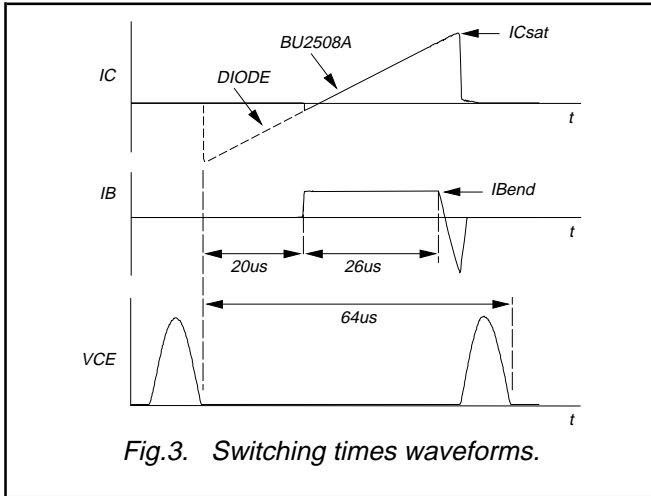 ICsat
BU2508A
IC
DIODE
t
IB
IBend
t
20us
26us
64us
VCE
t
Fig.3. Switching times waveforms.